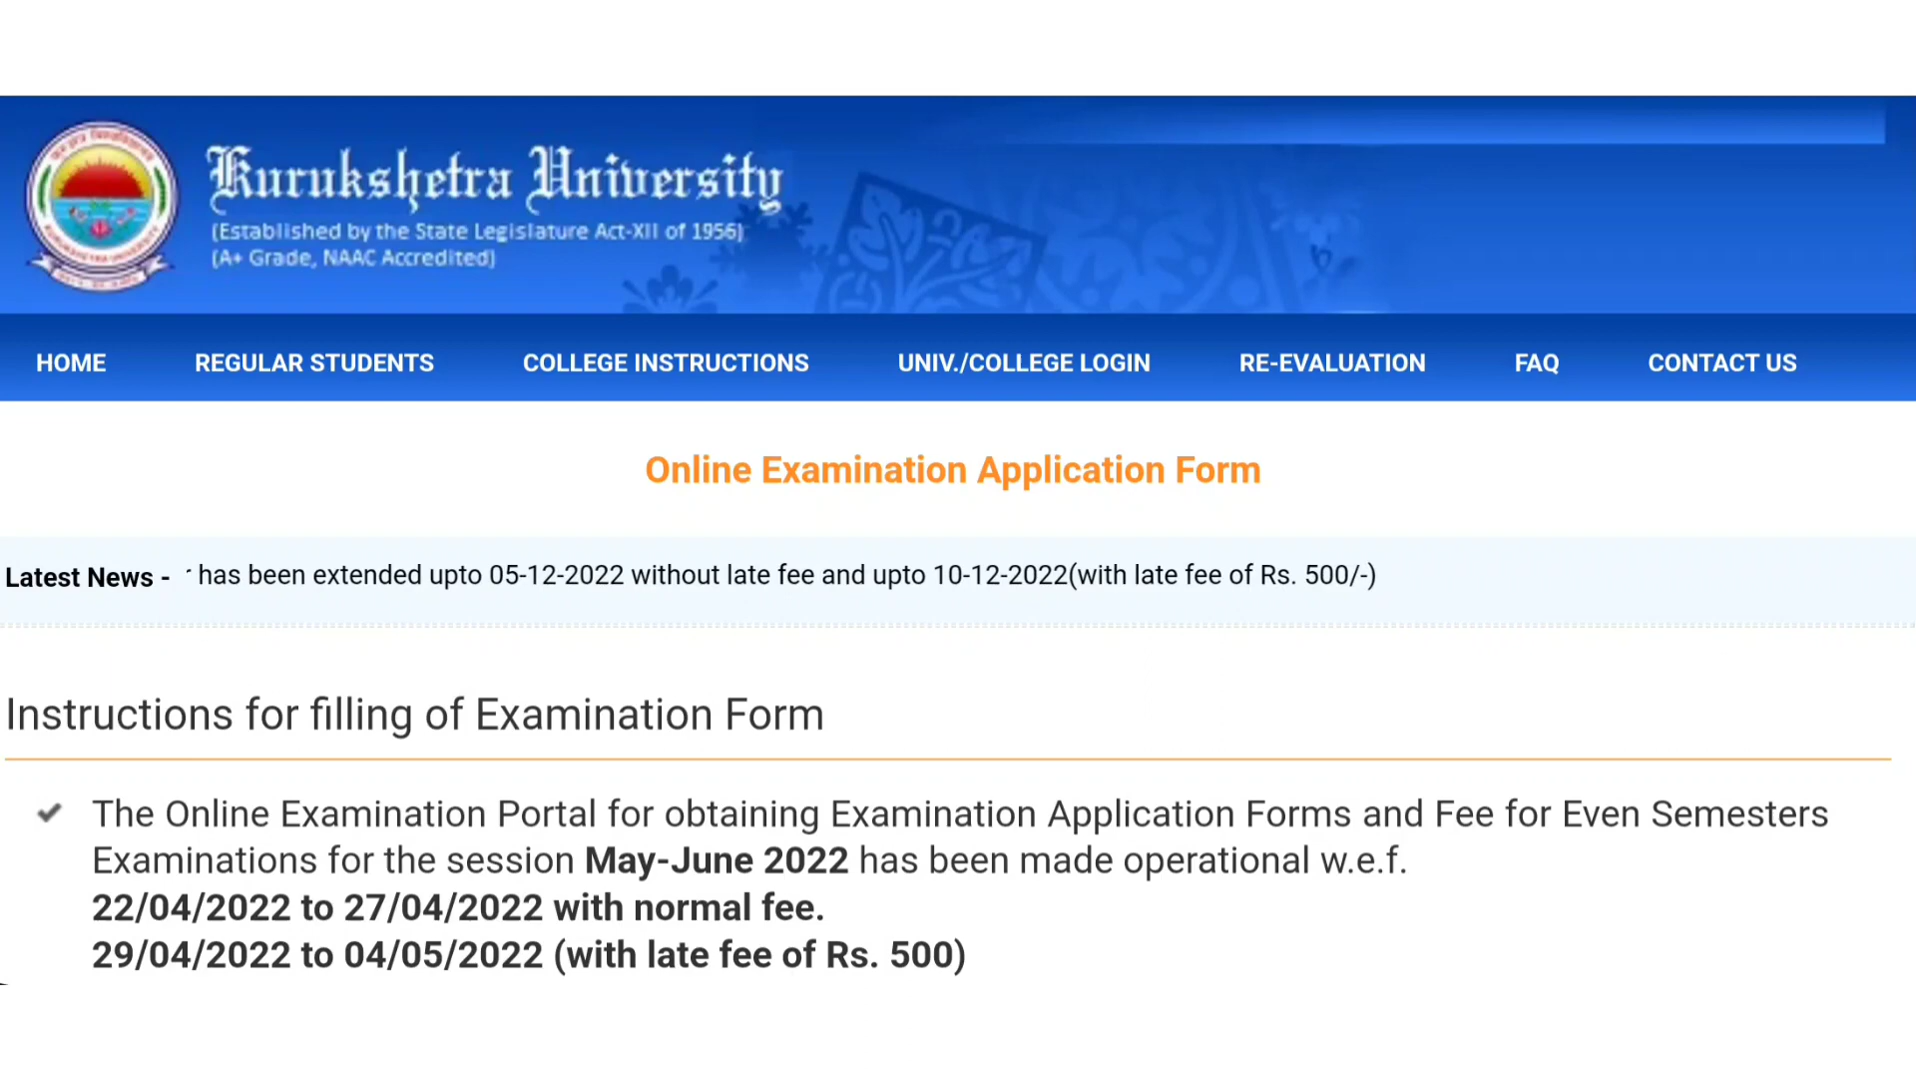 Kurukshetra University
(Established by the State Legislature Act-XII of 1956)
(A+ Grade, NAAC Accredited)
HOME REGULAR STUDENTS COLLEGE INSTRUCTIONS UNIV./COLLEGE LOGIN RE-EVALUATION FAQ CONTACT US
Online Examination Application Form
Latest News - has been extended upto 05-12-2022 without late fee and upto 10-12-2022(with late fee of Rs. 500/-)
Instructions for filling of Examination Form
The Online Examination Portal for obtaining Examination Application Forms and Fee for Even Semesters
Examinations for the session May-June 2022 has been made operational w.e.f.
22/04/2022 to 27/04/2022 with normal fee.
29/04/2022 to 04/05/2022 (with late fee of Rs. 500)